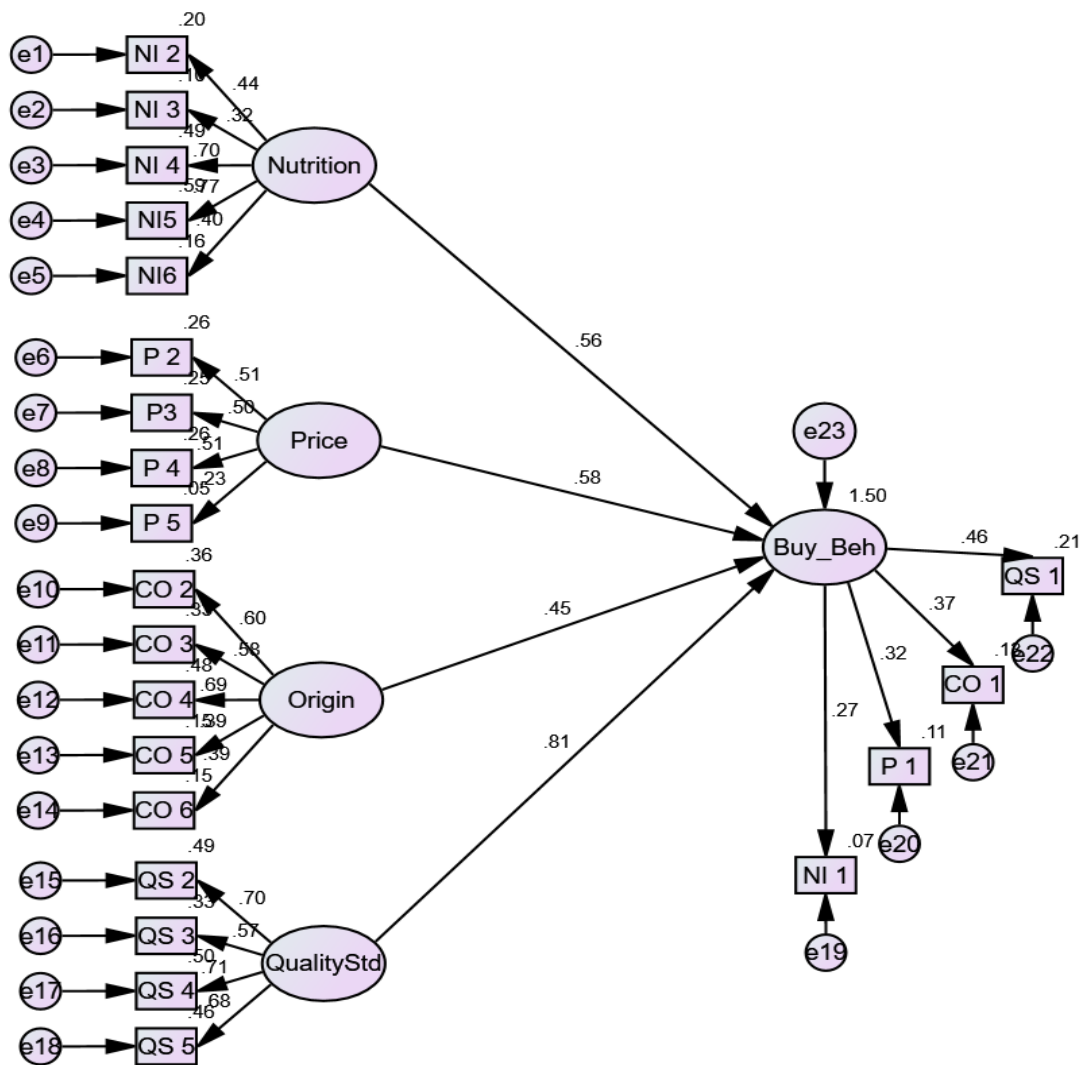 .20
e1
NI 2
.44
e2
NI 3
.32
.49
e3
NI 4
.70
.59
.77
e4
NI5
.40
.16
e5
NI6
.26
e6
P 2
.51
.25
e7
P3
.50
.26
e8
P 4
.51
.23
.05
e9
P 5
.36
e10
CO 2
.60
e11
CO 3
.58
.48
e12
CO 4
.69
.15
.39
e13
CO 5
.39
.15
e14
CO 6
.49
e15
QS 2
.70
.33
e16
QS 3
.57
.50
e17
QS 4
.71
.68
.46
e18
QS 5
Nutrition
Price
Origin
QualityStd
.56
.58
.45
.81
e23
1.50
Buy_Beh
.46
.21
QS 1
e22
.37
CO 1
e21
.32
.11
P 1
e20
.27
.07
NI 1
e19